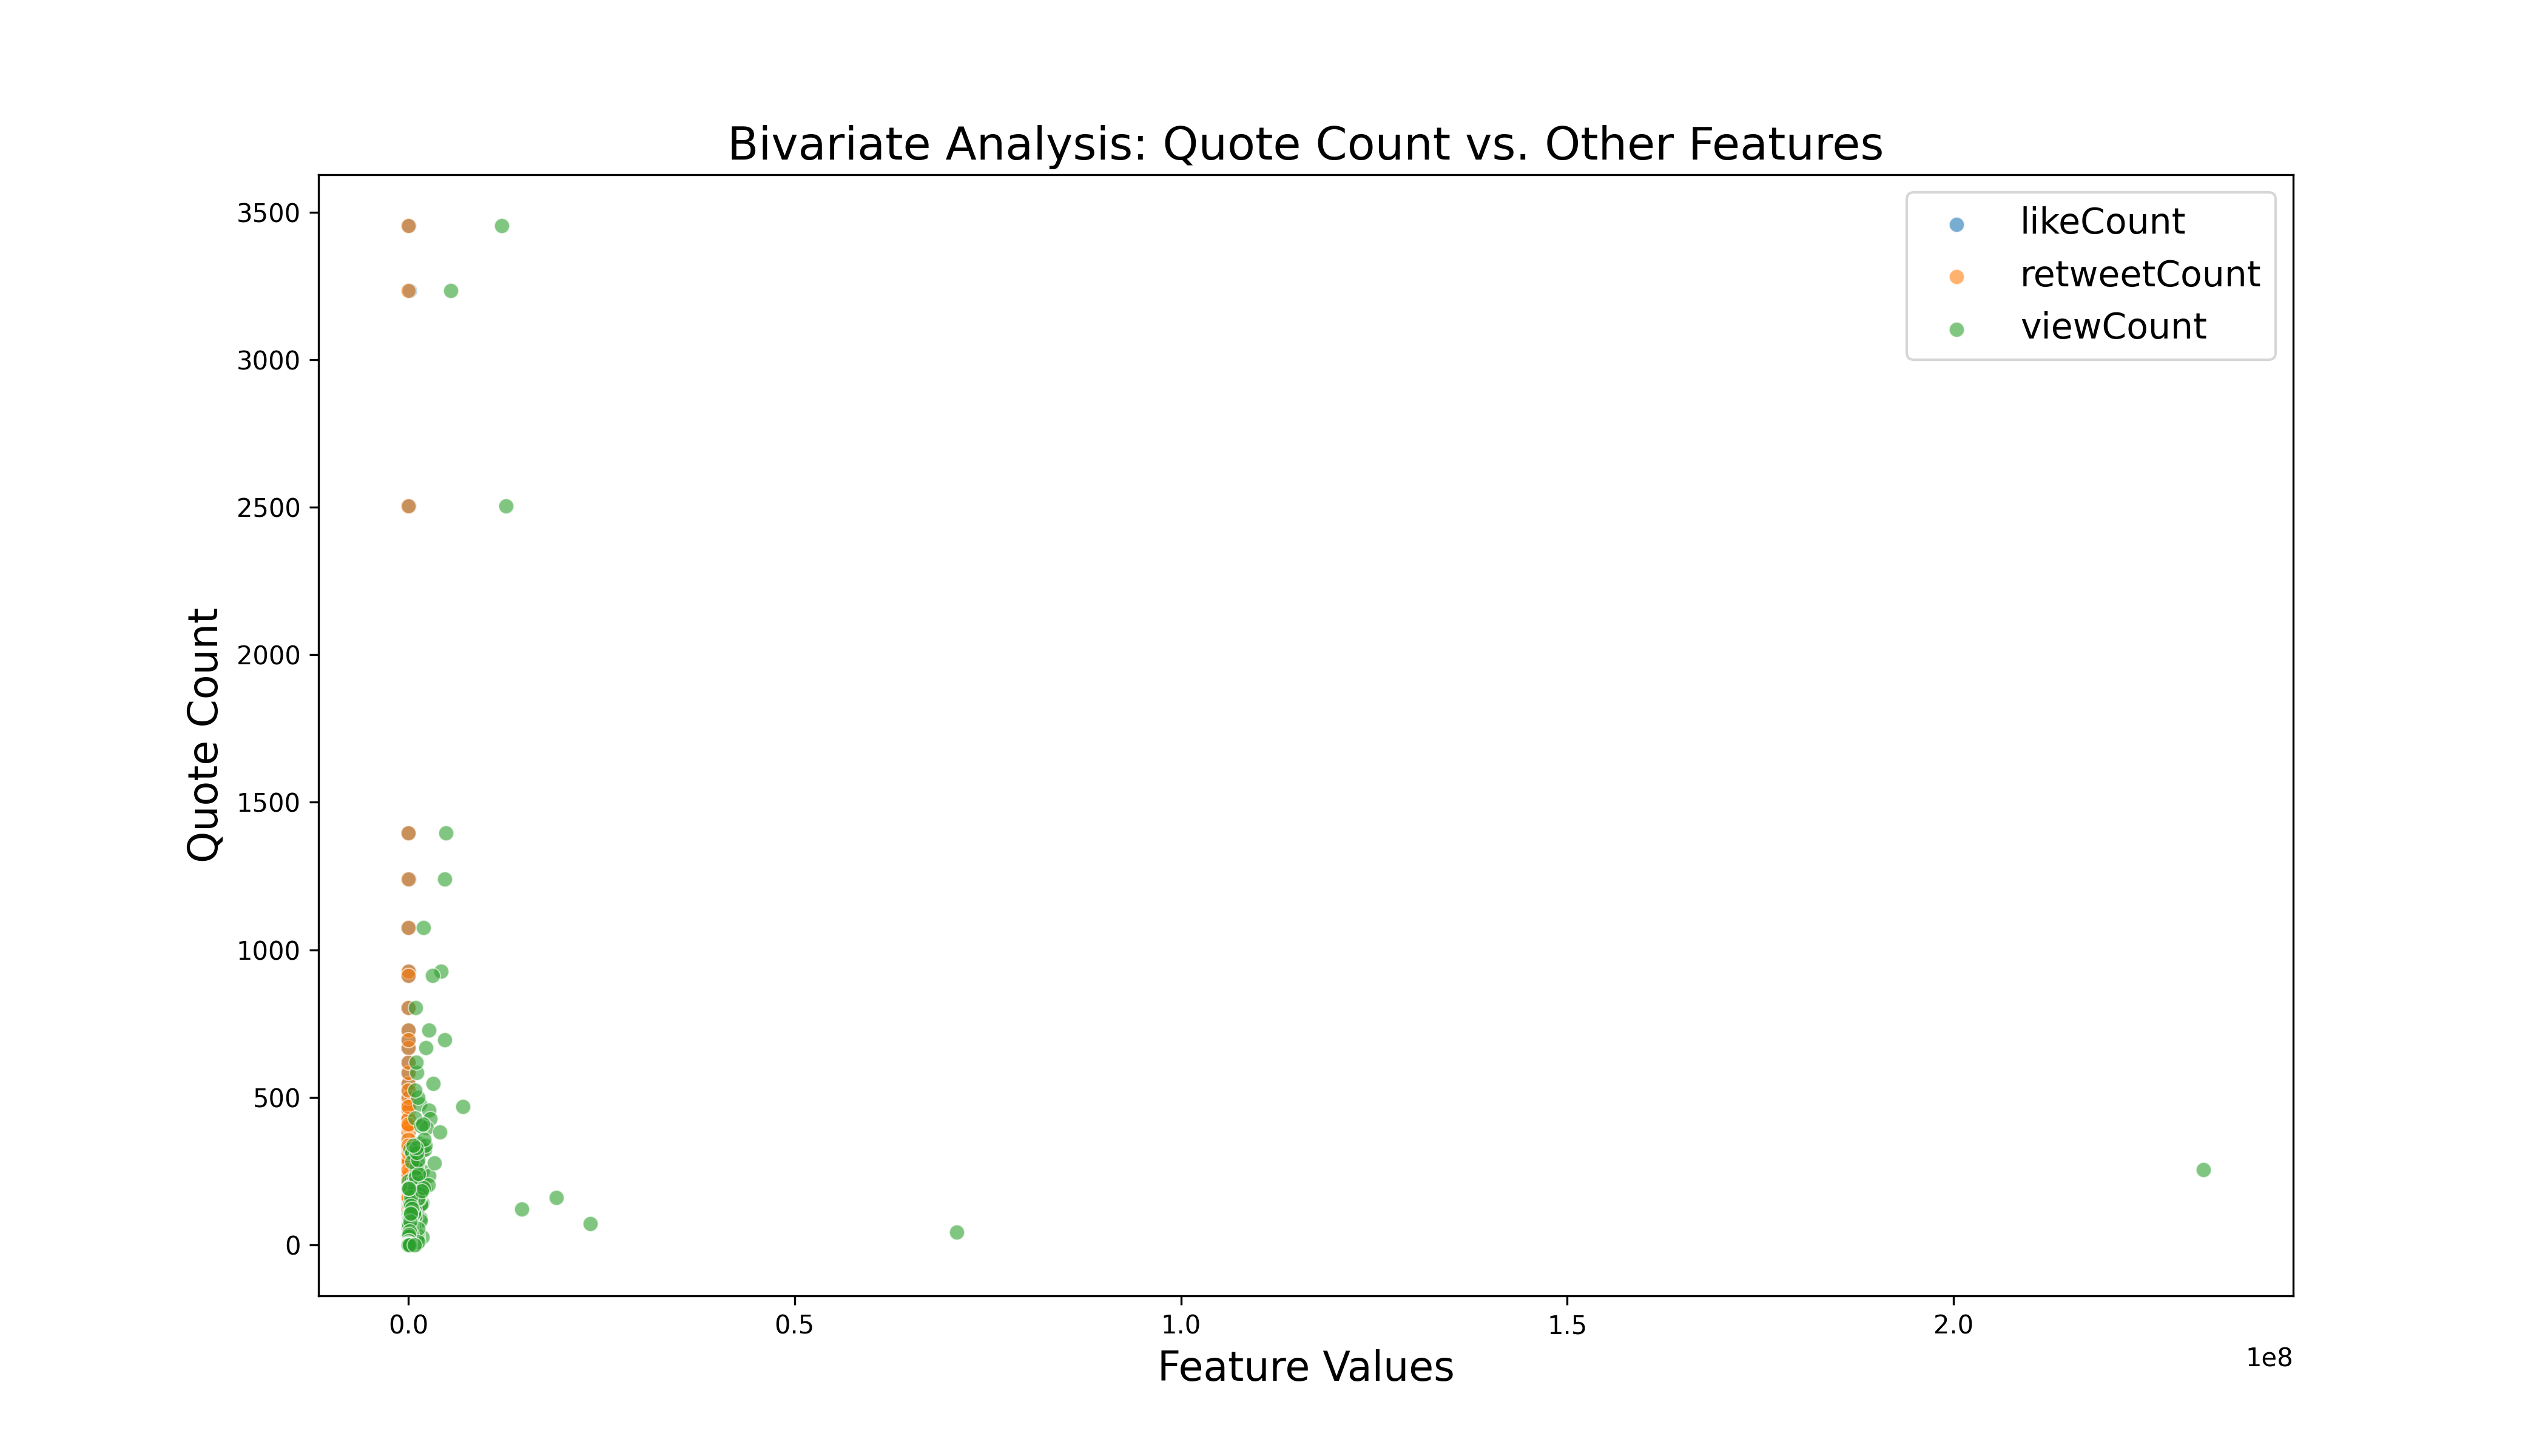 Bivariate Analysis: Quote Count vs. Other Features
likeCount
retweetCount
viewCount
3500
3000
2500
2000
1500
1000
500
0
Quote Count
0.0 0.5 1.0 1.5 2.0
1e8
Feature Values